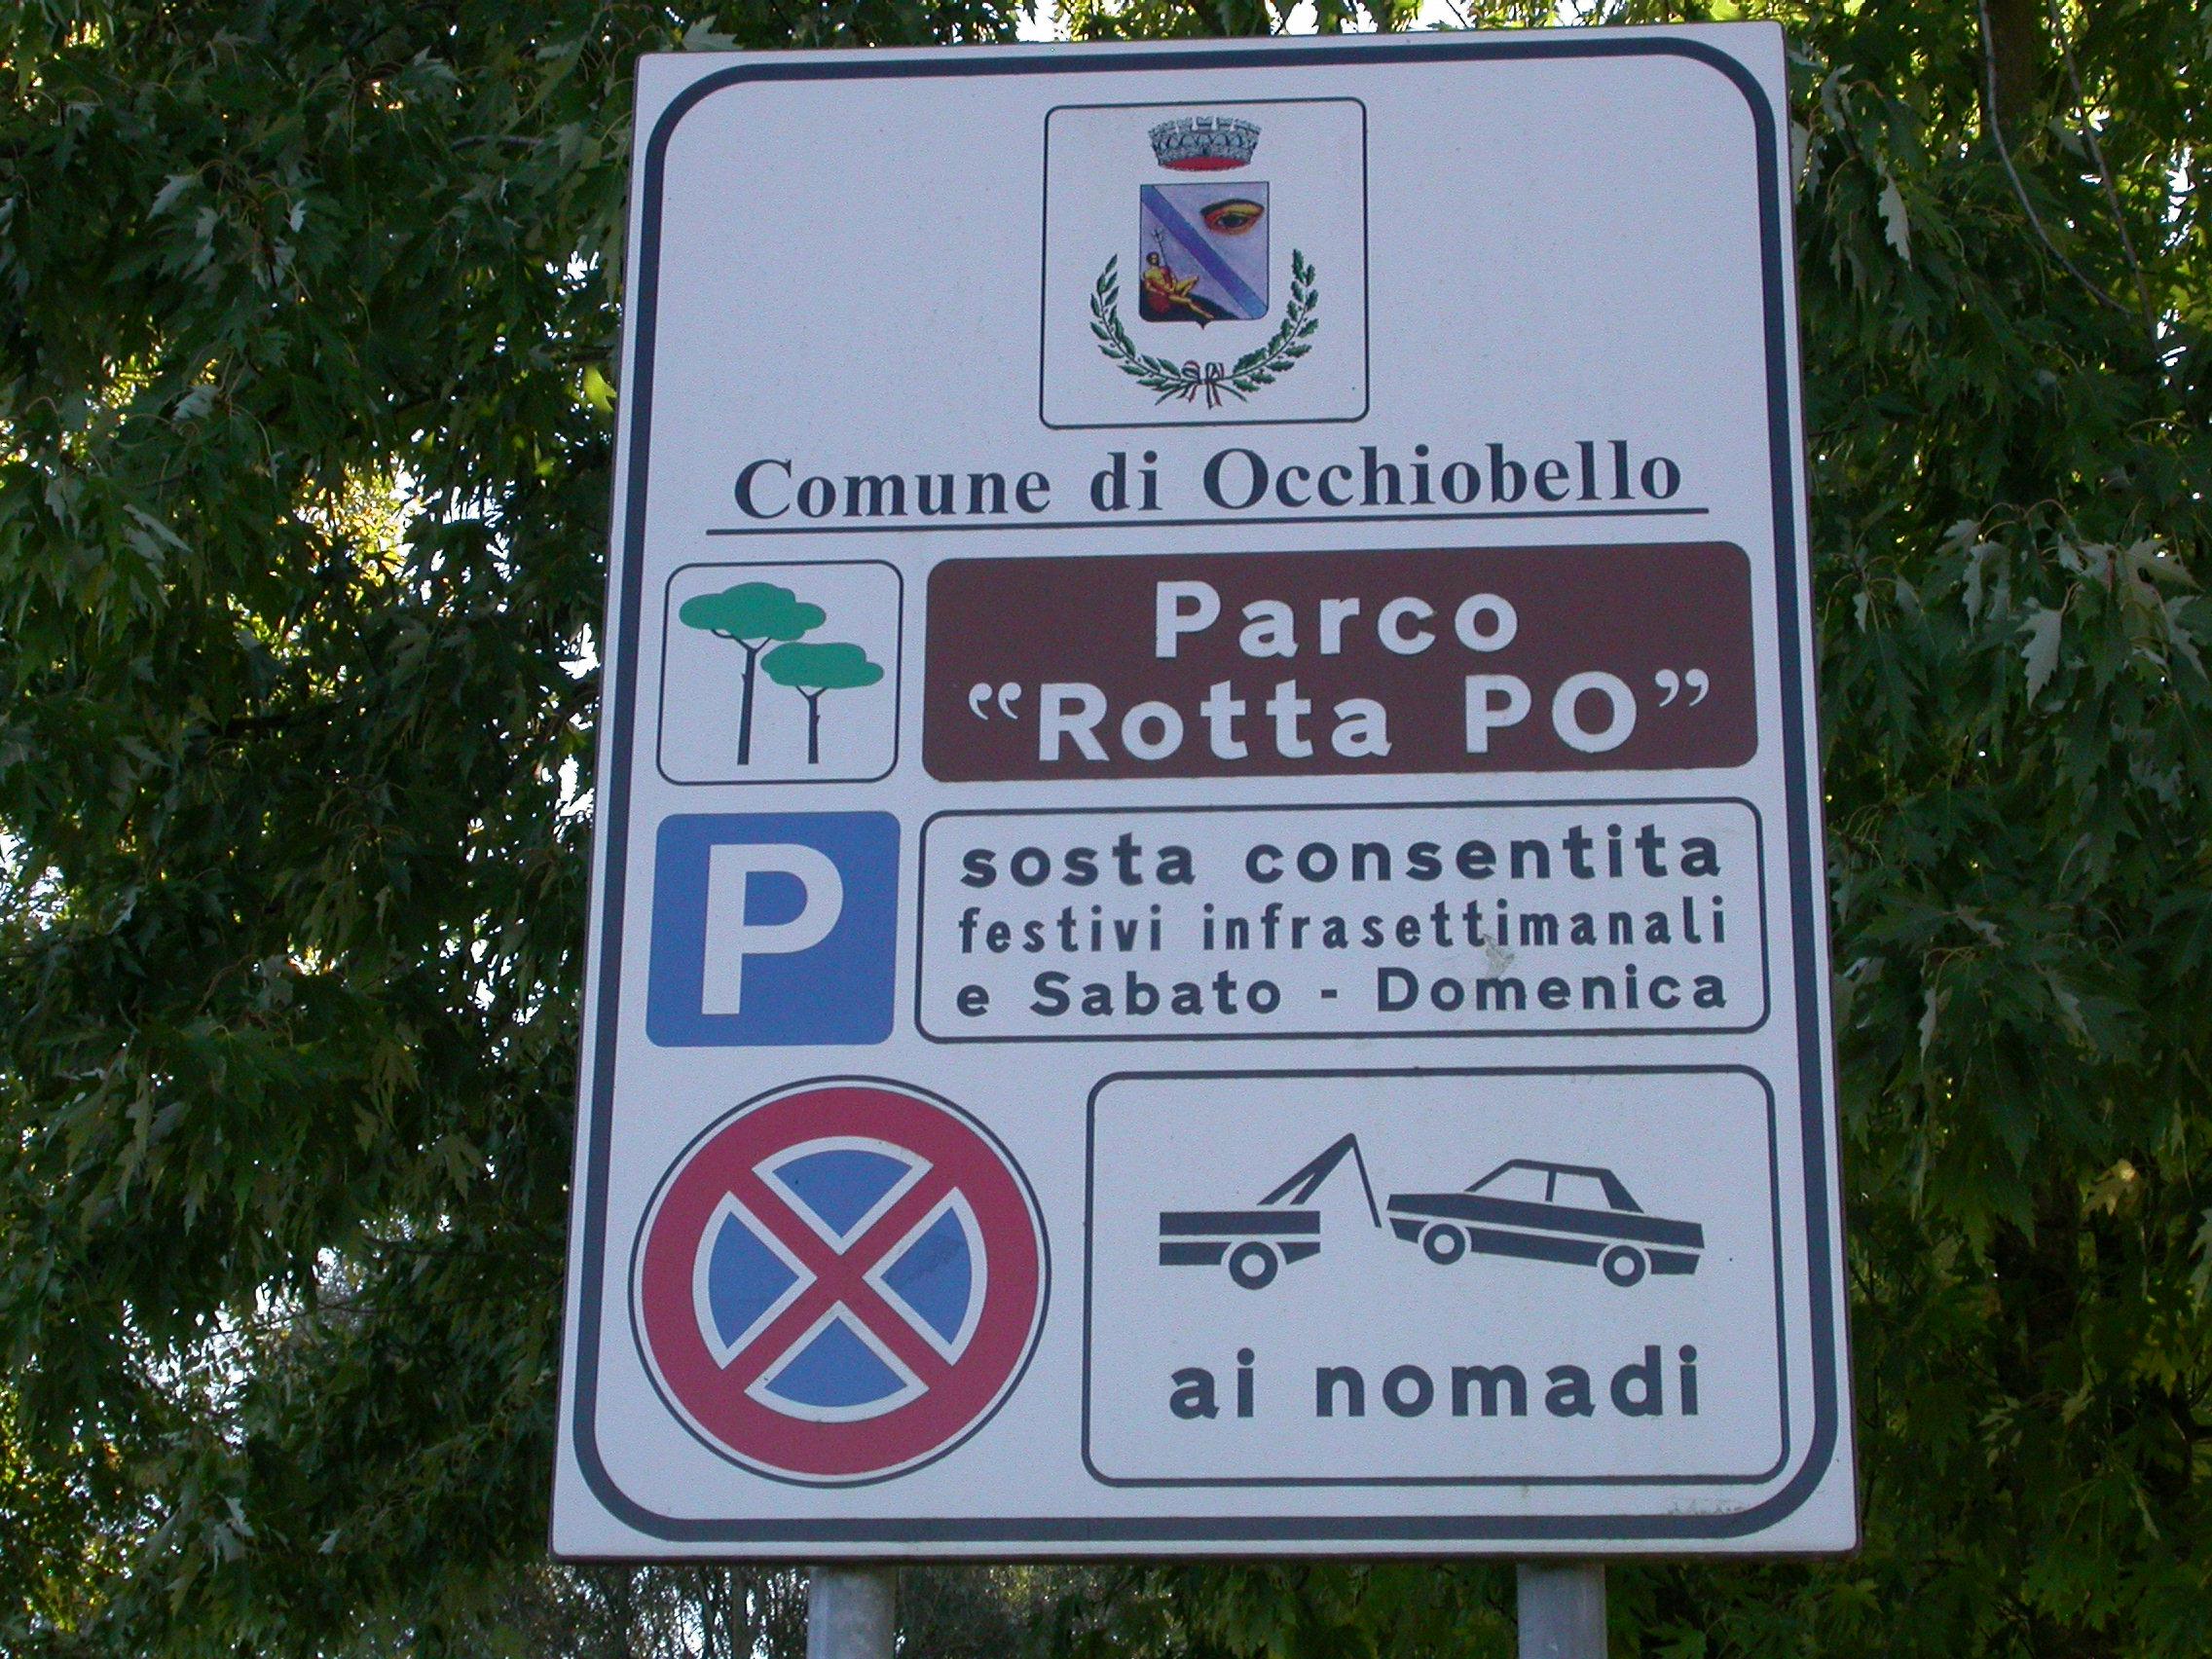 Comune di Occhiobello
Parco
“Rotta PO”
P
sosta consentita
festivi infrasettimanali
e Sabato - Domenica
ai nomadi